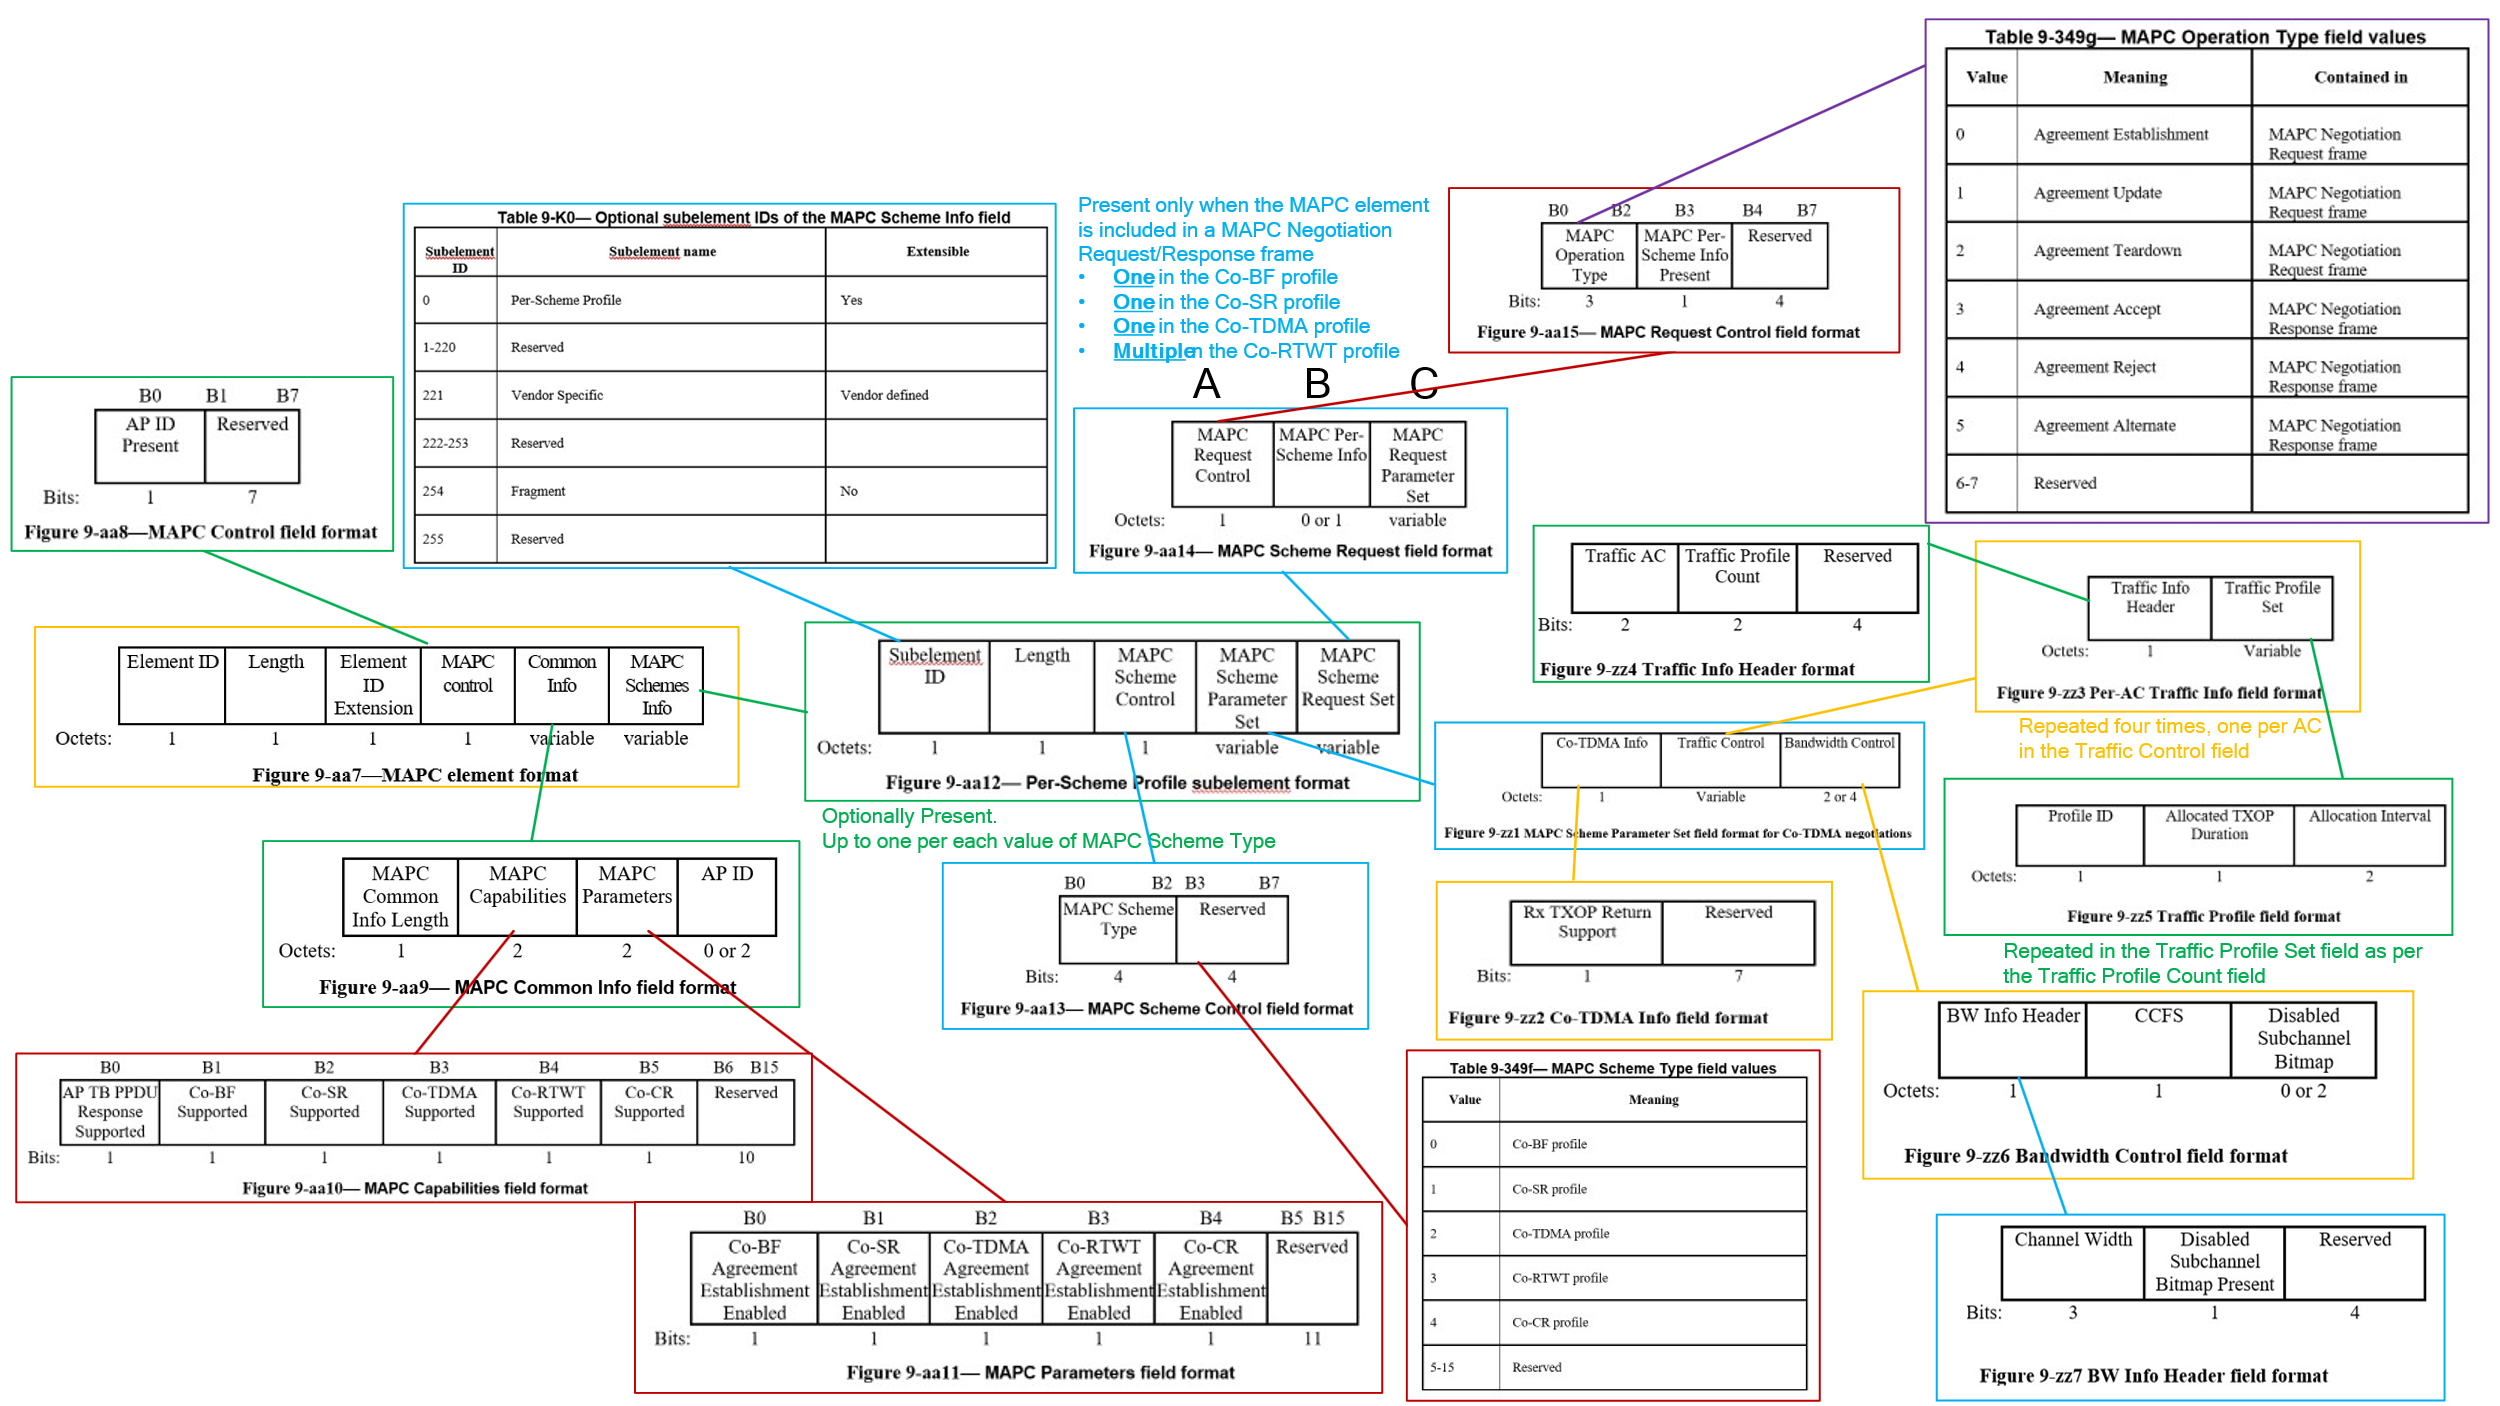 Table 9-349g— MAPC Operation Type field values
Value Meaning Contained in
0 Agreement Establishment MAPC Negotiation
Request frame
1 Agreement Update MAPC Negotiation
Request frame
2 Agreement Teardown MAPC Negotiation
Request frame
3 Agreement Accept MAPC Negotiation
Response frame
4 Agreement Reject MAPC Negotiation
Response frame
5 Agreement Alternate MAPC Negotiation
Response frame
6-7 Reserved
Table 9-K0— Optional subelement IDs of the MAPC Scheme Info field
Subelement Subelement name Extensible
ID
0 Per-Scheme Profile Yes
1-220 Reserved
221 Vendor Specific Vendor defined
222-253 Reserved
254 Fragment No
255 Reserved
Present only when the MAPC element
is included in a MAPC Negotiation
Request/Response frame
• One in the Co-BF profile
• One in the Co-SR profile
• One in the Co-TDMA profile
• Multiple n the Co-RTWT profile
B0 B2 B3 B4 B7
MAPC MAPC Per- Reserved
Operation Scheme Info
Type Present
Bits: 3 1 4
Figure 9-aa15— MAPC Request Control field format
A B C
MAPC MAPC Per- MAPC
Request Scheme Info Request
Control Parameter
Set
Octets: 1 0 or 1 variable
Figure 9-aa14— MAPC Scheme Request field format
B0 B1 B7
AP ID Reserved
Present
Bits: 1 7
Figure 9-aa8—MAPC Control field format
Traffic AC Traffic Profile Reserved
Count
Bits: 2 2 4
Figure 9-zz4 Traffic Info Header format
Traffic Info Traffic Profile
Header Set
Octets: 1 Variable
Figure 9-zz3 Per-AC Traffic Info field format
Repeated four times, one per AC
in the Traffic Control field
Element ID Length Element MAPC Common MAPC
ID control Info Schemes
Extension Info
Octets: 1 1 1 1 variable variable
Figure 9-aa7—MAPC element format
Subelement Length MAPC MAPC MAPC
ID Scheme Scheme Scheme
Control Parameter Request Set
Set
Octets: 1 1 1 variable variable
Figure 9-aa12— Per-Scheme Profile subelement format
Optionally Present.
Up to one per each value of MAPC Scheme Type
Co-TDMA Info Traffic Control Bandwidth Control
Octets: 1 Variable 2 or 4
Figure 9-zz1 MAPC Scheme Parameter Set field format for Co-TDMA negotiations
Profile ID Allocated TXOP Allocation Interval
Duration
Octets: 1 1 2
Figure 9-zz5 Traffic Profile field format
Repeated in the Traffic Profile Set field as per
the Traffic Profile Count field
MAPC MAPC MAPC AP ID
Common Capabilities Parameters
Info Length
Octets: 1 2 2 0 or 2
Figure 9-aa9— MAPC Common Info field format
B0 B2 B3 B7
MAPC Scheme Reserved
Type
Bits: 4 4
Figure 9-aa13— MAPC Scheme Control field format
Rx TXOP Return Reserved
Support
Bits: 1 7
Figure 9-zz2 Co-TDMA Info field format
BW Info Header CCFS Disabled
Subchannel
Bitmap
Octets: 1 1 0 or 2
Figure 9-zz6 Bandwidth Control field format
B0 B1 B2 B3 B4 B5 B6 B15
AP TB PPDU Co-BF Co-SR Co-TDMA Co-RTWT Co-CR Reserved
Response Supported Supported Supported Supported Supported
Supported
Bits: 1 1 1 1 1 1 10
Figure 9-aa10— MAPC Capabilities field format
B0 B1 B2 B3 B4 B5 B15
Co-BF Co-SR Co-TDMA Co-RTWT Co-CR Reserved
Agreement Agreement Agreement Agreement Agreement
Establishment Establishment Establishment Establishment Establishment
Enabled Enabled Enabled Enabled Enabled
Bits: 1 1 1 1 1 11
Figure 9-aa11— MAPC Parameters field format
Table 9-349f— MAPC Scheme Type field values
Value Meaning
0 Co-BF profile
1 Co-SR profile
2 Co-TDMA profile
3 Co-RTWT profile
4 Co-CR profile
5-15 Reserved
Channel Width Disabled Reserved
Subchannel
Bitmap Present
Bits: 3 1 4
Figure 9-zz7 BW Info Header field format